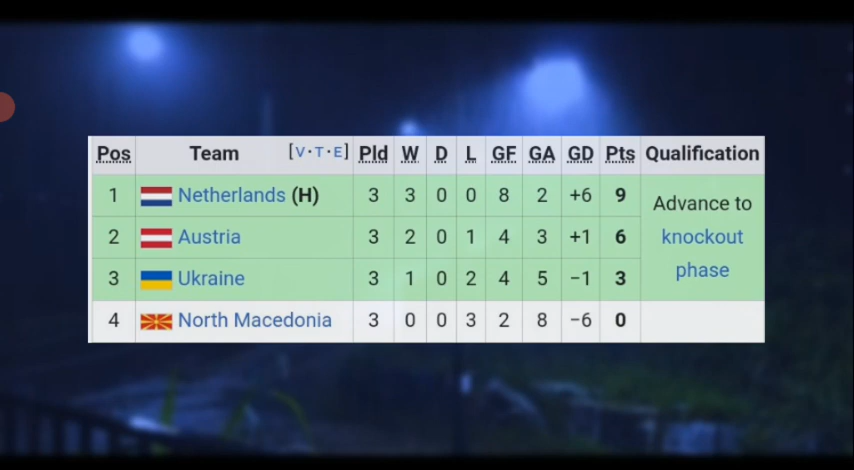 Pos Team [V·T·E] Pld W D L GF GA GD Pts Qualification
1 Netherlands (H) 3 3 0 0 8 2 +6 9 Advance to knockout phase
2 Austria 3 2 0 1 4 3 +1 6
3 Ukraine 3 1 0 2 4 5 −1 3
4 North Macedonia 3 0 0 3 2 8 −6 0